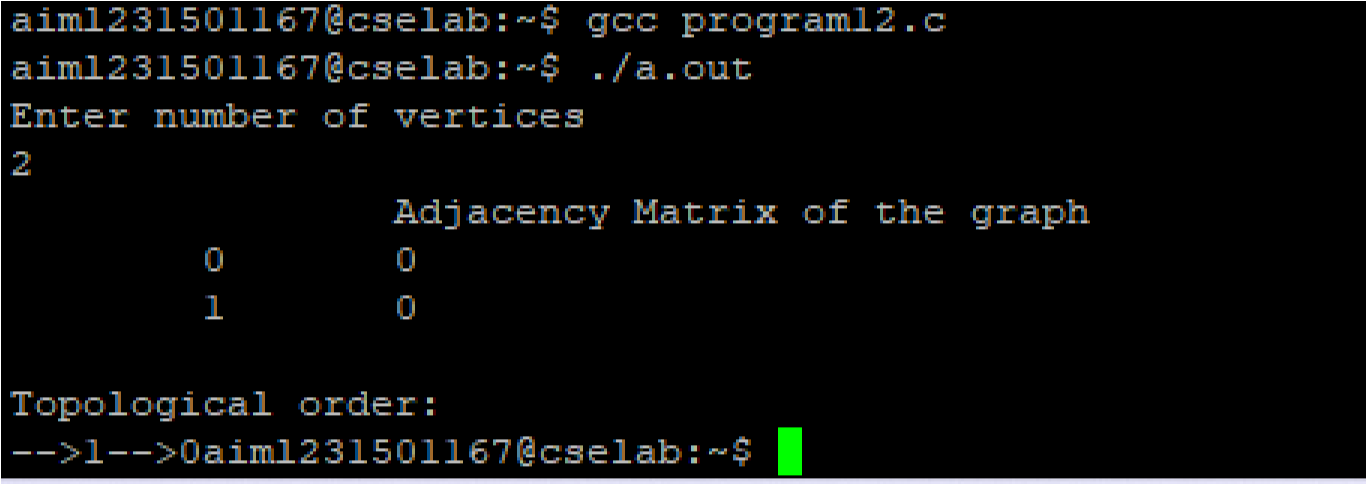 aiml231501167@cselab:~$ gcc program12.c
aiml231501167@cselab:~$ ./a.out
Enter number of vertices
2
Adjacency Matrix of the graph
0 0
1 0
Topological order:
-->1-->0aiml231501167@cselab:~$